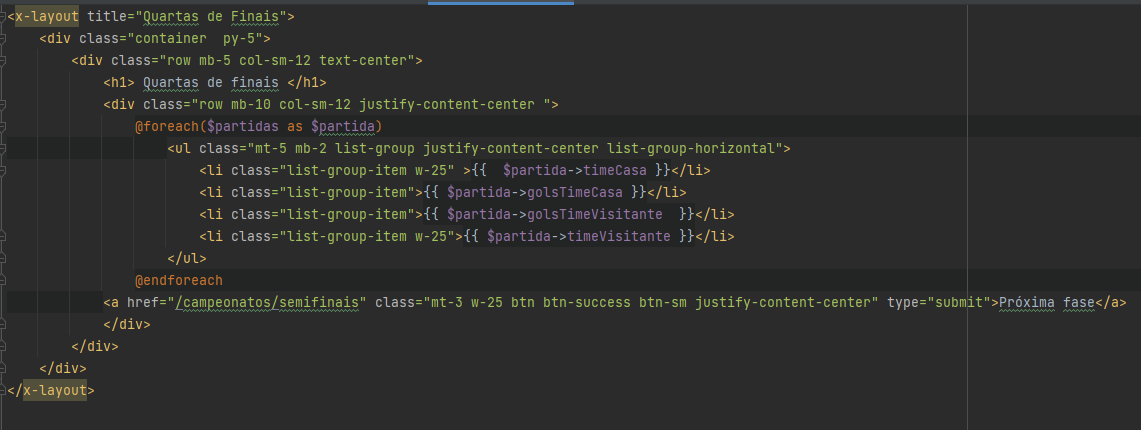 <x-layout title="Quartas de Finais">
    <div class="container  py-5">
        <div class="row mb-5 col-sm-12 text-center">
            <h1> Quartas de finais </h1>
            <div class="row mb-10 col-sm-12 justify-content-center ">
                @foreach($partidas as $partida)
                    <ul class="mt-5 mb-2 list-group justify-content-center list-group-horizontal">
                        <li class="list-group-item w-25" >{{  $partida->timeCasa }}</li>
                        <li class="list-group-item">{{ $partida->golsTimeCasa }}</li>
                        <li class="list-group-item">{{ $partida->golsTimeVisitante  }}</li>
                        <li class="list-group-item w-25">{{ $partida->timeVisitante }}</li>
                    </ul>
                @endforeach
            <a href="/campeonatos/semifinais" class="mt-3 w-25 btn btn-success btn-sm justify-content-center" type="submit">Próxima fase</a>
            </div>
        </div>
    </div>
</x-layout>